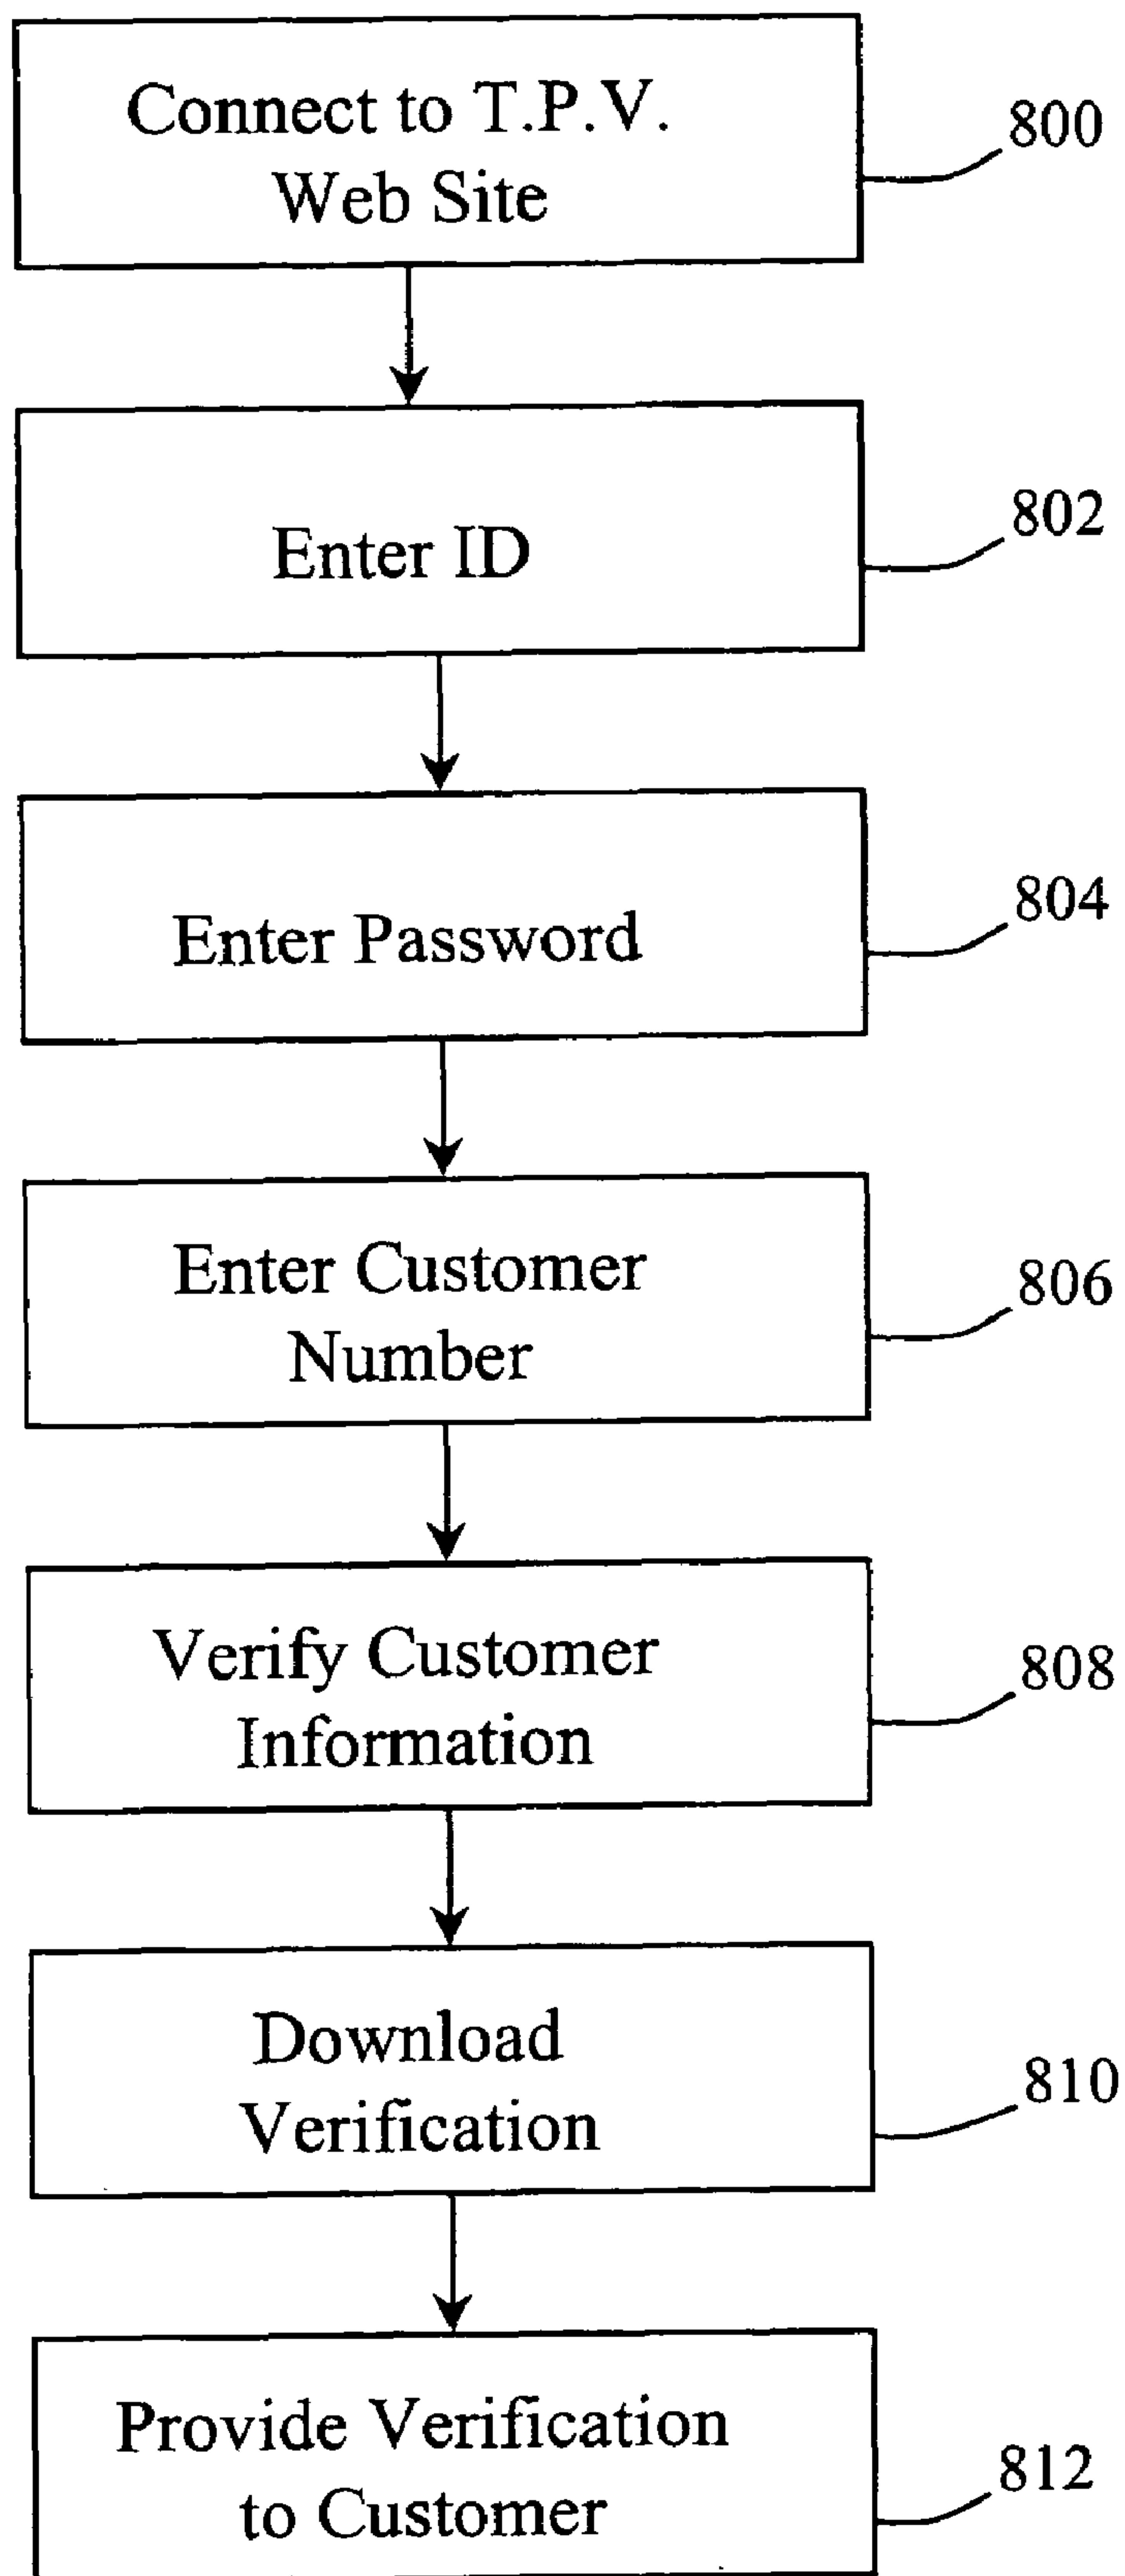 Connect to T.P.V.
Web Site
800
Enter ID
802
Enter Password
804
Enter Customer
Number
806
Verify Customer
Information
808
Download
Verification
810
Provide Verification
to Customer
812